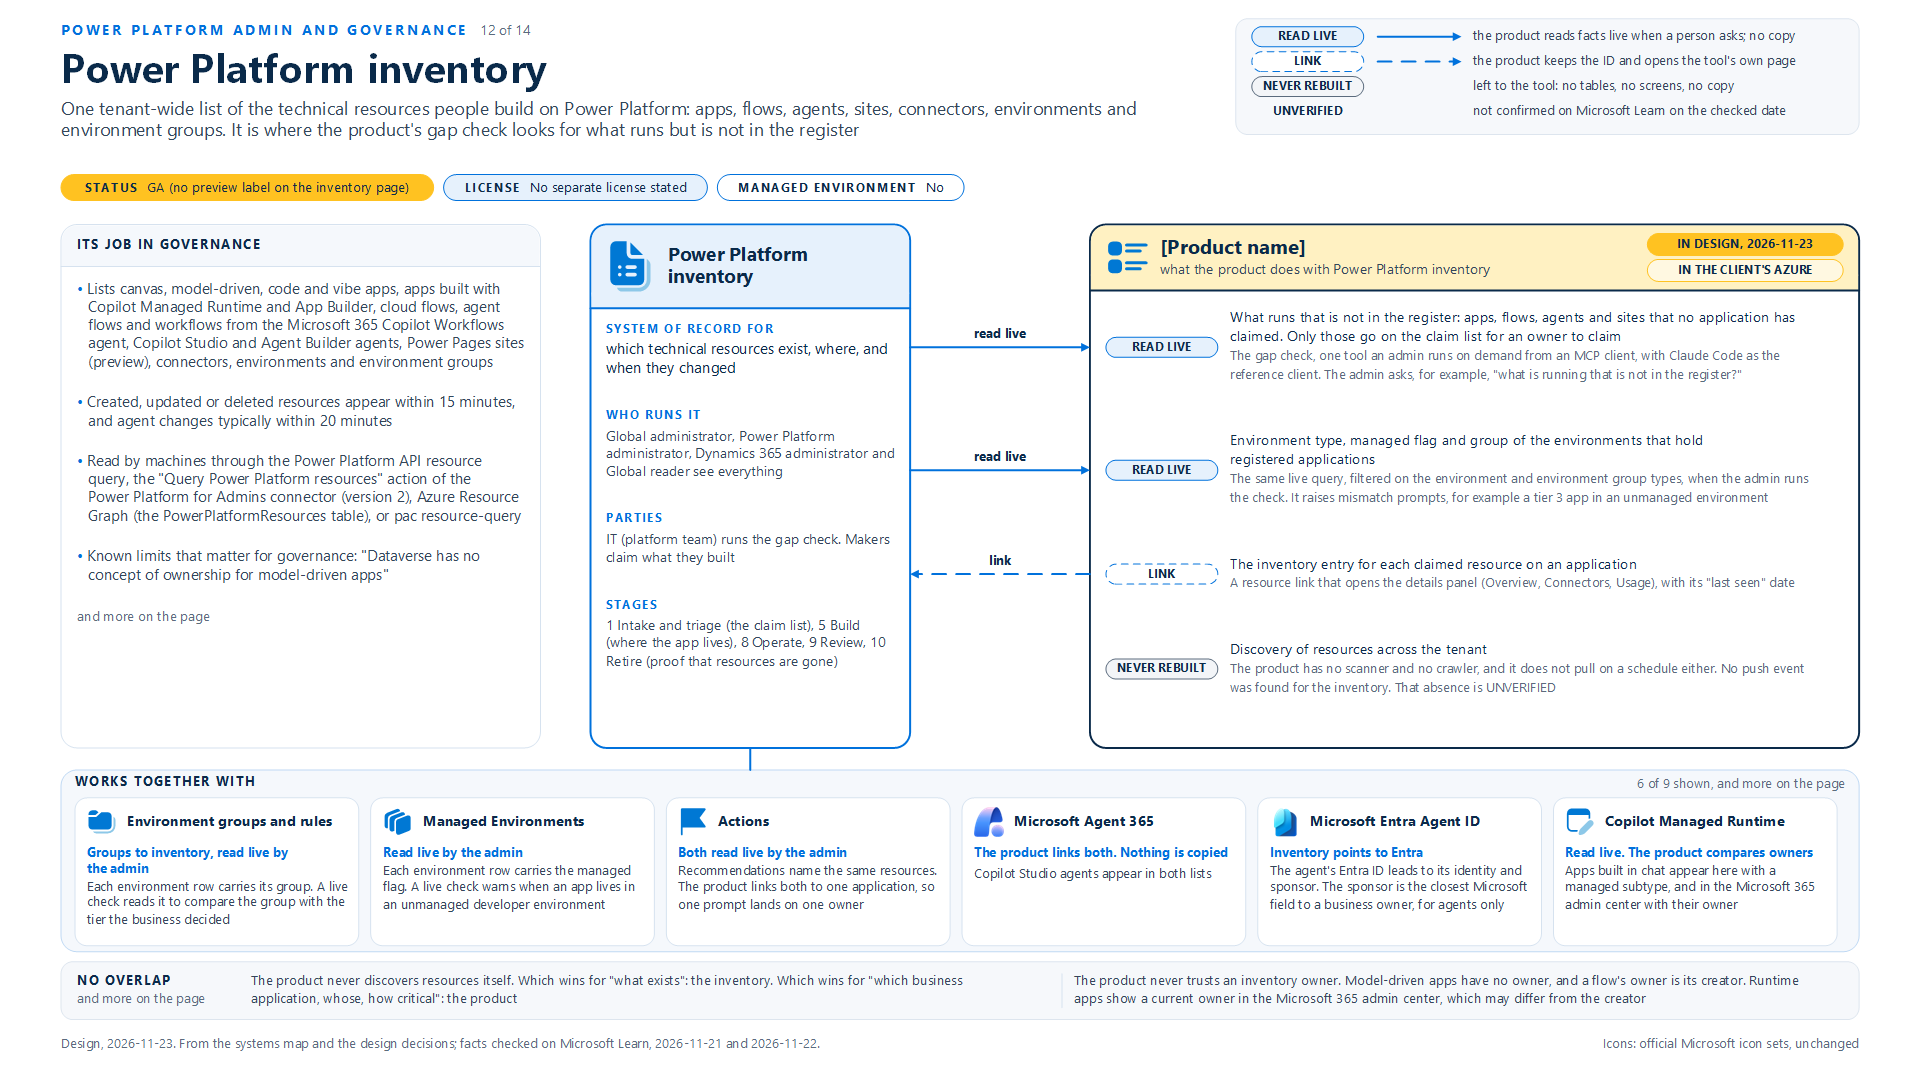 POWER PLATFORM ADMIN AND GOVERNANCE 12 of 14
Power Platform inventory
One tenant-wide list of the technical resources people build on Power Platform: apps, flows, agents, sites, connectors, environments and
environment groups. It is where the product's gap check looks for what runs but is not in the register
READ LIVE the product reads facts live when a person asks; no copy
LINK the product keeps the ID and opens the tool's own page
NEVER REBUILT left to the tool: no tables, no screens, no copy
UNVERIFIED not confirmed on Microsoft Learn on the checked date
STATUS GA (no preview label on the inventory page)
LICENSE No separate license stated
MANAGED ENVIRONMENT No
ITS JOB IN GOVERNANCE
• Lists canvas, model-driven, code and vibe apps, apps built with
Copilot Managed Runtime and App Builder, cloud flows, agent
flows and workflows from the Microsoft 365 Copilot Workflows
agent, Copilot Studio and Agent Builder agents, Power Pages sites
(preview), connectors, environments and environment groups
• Created, updated or deleted resources appear within 15 minutes,
and agent changes typically within 20 minutes
• Read by machines through the Power Platform API resource
query, the "Query Power Platform resources" action of the
Power Platform for Admins connector (version 2), Azure Resource
Graph (the PowerPlatformResources table), or pac resource-query
• Known limits that matter for governance: "Dataverse has no
concept of ownership for model-driven apps"
and more on the page
Power Platform
inventory
SYSTEM OF RECORD FOR
which technical resources exist, where, and
when they changed
WHO RUNS IT
Global administrator, Power Platform
administrator, Dynamics 365 administrator and
Global reader see everything
PARTIES
IT (platform team) runs the gap check. Makers
claim what they built
STAGES
1 Intake and triage (the claim list), 5 Build
(where the app lives), 8 Operate, 9 Review, 10
Retire (proof that resources are gone)
read live
read live
link
[Product name]
what the product does with Power Platform inventory
IN DESIGN, 2026-11-23
IN THE CLIENT'S AZURE
READ LIVE
What runs that is not in the register: apps, flows, agents and sites that no application has
claimed. Only those go on the claim list for an owner to claim
The gap check, one tool an admin runs on demand from an MCP client, with Claude Code as the
reference client. The admin asks, for example, "what is running that is not in the register?"
READ LIVE
Environment type, managed flag and group of the environments that hold
registered applications
The same live query, filtered on the environment and environment group types, when the admin runs
the check. It raises mismatch prompts, for example a tier 3 app in an unmanaged environment
LINK
The inventory entry for each claimed resource on an application
A resource link that opens the details panel (Overview, Connectors, Usage), with its "last seen" date
NEVER REBUILT
Discovery of resources across the tenant
The product has no scanner and no crawler, and it does not pull on a schedule either. No push event
was found for the inventory. That absence is UNVERIFIED
WORKS TOGETHER WITH
6 of 9 shown, and more on the page
Environment groups and rules
Groups to inventory, read live by
the admin
Each environment row carries its group. A live
check reads it to compare the group with the
tier the business decided
Managed Environments
Read live by the admin
Each environment row carries the managed
flag. A live check warns when an app lives in
an unmanaged developer environment
Actions
Both read live by the admin
Recommendations name the same resources.
The product links both to one application, so
one prompt lands on one owner
Microsoft Agent 365
The product links both. Nothing is copied
Copilot Studio agents appear in both lists
Microsoft Entra Agent ID
Inventory points to Entra
The agent's Entra ID leads to its identity and
sponsor. The sponsor is the closest Microsoft
field to a business owner, for agents only
Copilot Managed Runtime
Read live. The product compares owners
Apps built in chat appear here with a
managed subtype, and in the Microsoft 365
admin center with their owner
NO OVERLAP
and more on the page
The product never discovers resources itself. Which wins for "what exists": the inventory. Which wins for "which business
application, whose, how critical": the product
The product never trusts an inventory owner. Model-driven apps have no owner, and a flow's owner is its creator. Runtime
apps show a current owner in the Microsoft 365 admin center, which may differ from the creator
Design, 2026-11-23. From the systems map and the design decisions; facts checked on Microsoft Learn, 2026-11-21 and 2026-11-22.
Icons: official Microsoft icon sets, unchanged